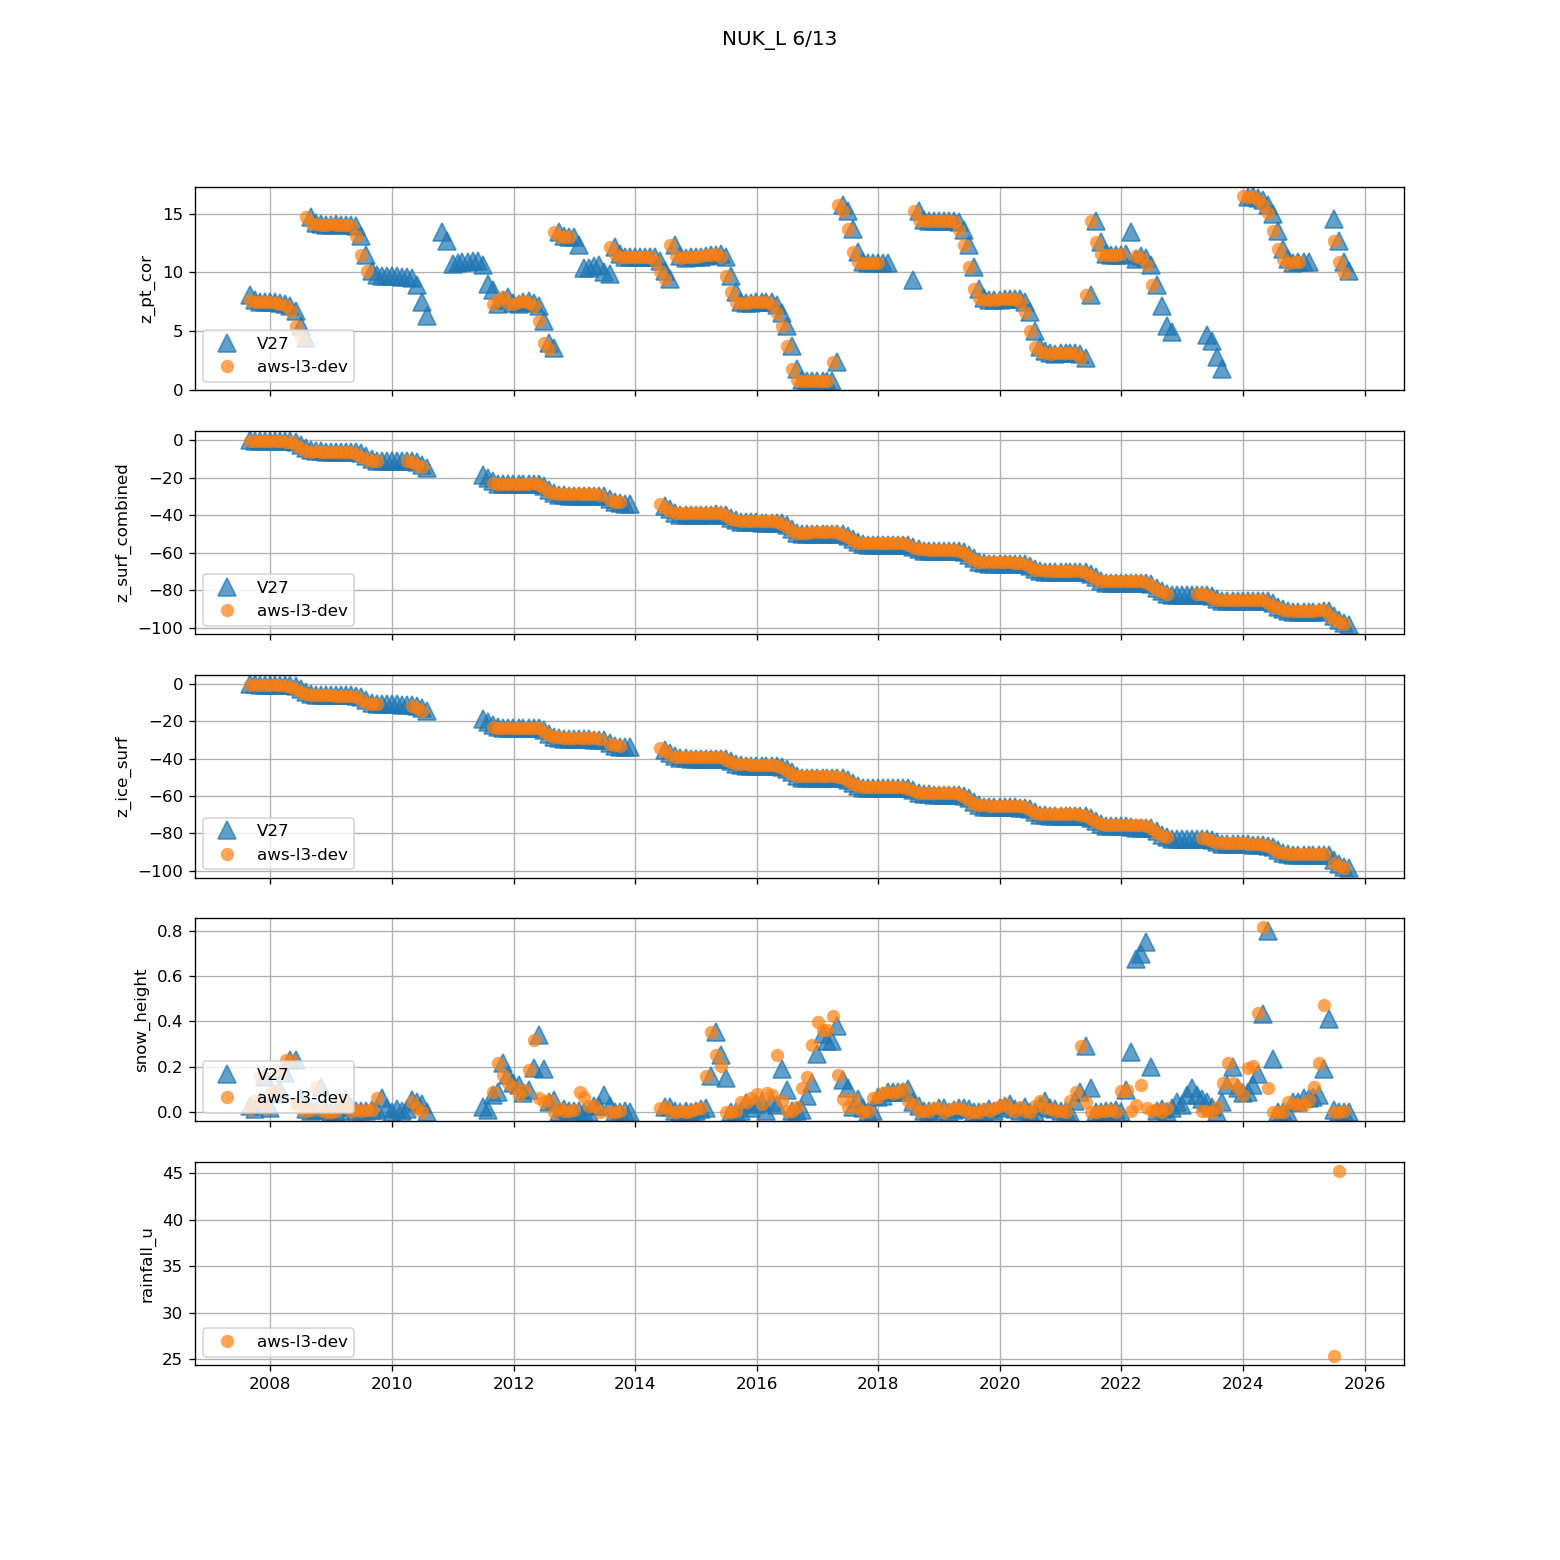 NUK_L 6/13
z_pt_cor
15
10
5
0
V27
aws-l3-dev
z_surf_combined
0
−20
−40
−60
−80
−100
V27
aws-l3-dev
z_ice_surf
0
−20
−40
−60
−80
−100
V27
aws-l3-dev
snow_height
0.8
0.6
0.4
0.2
0.0
V27
aws-l3-dev
rainfall_u
45
40
35
30
25
aws-l3-dev
2008 2010 2012 2014 2016 2018 2020 2022 2024 2026